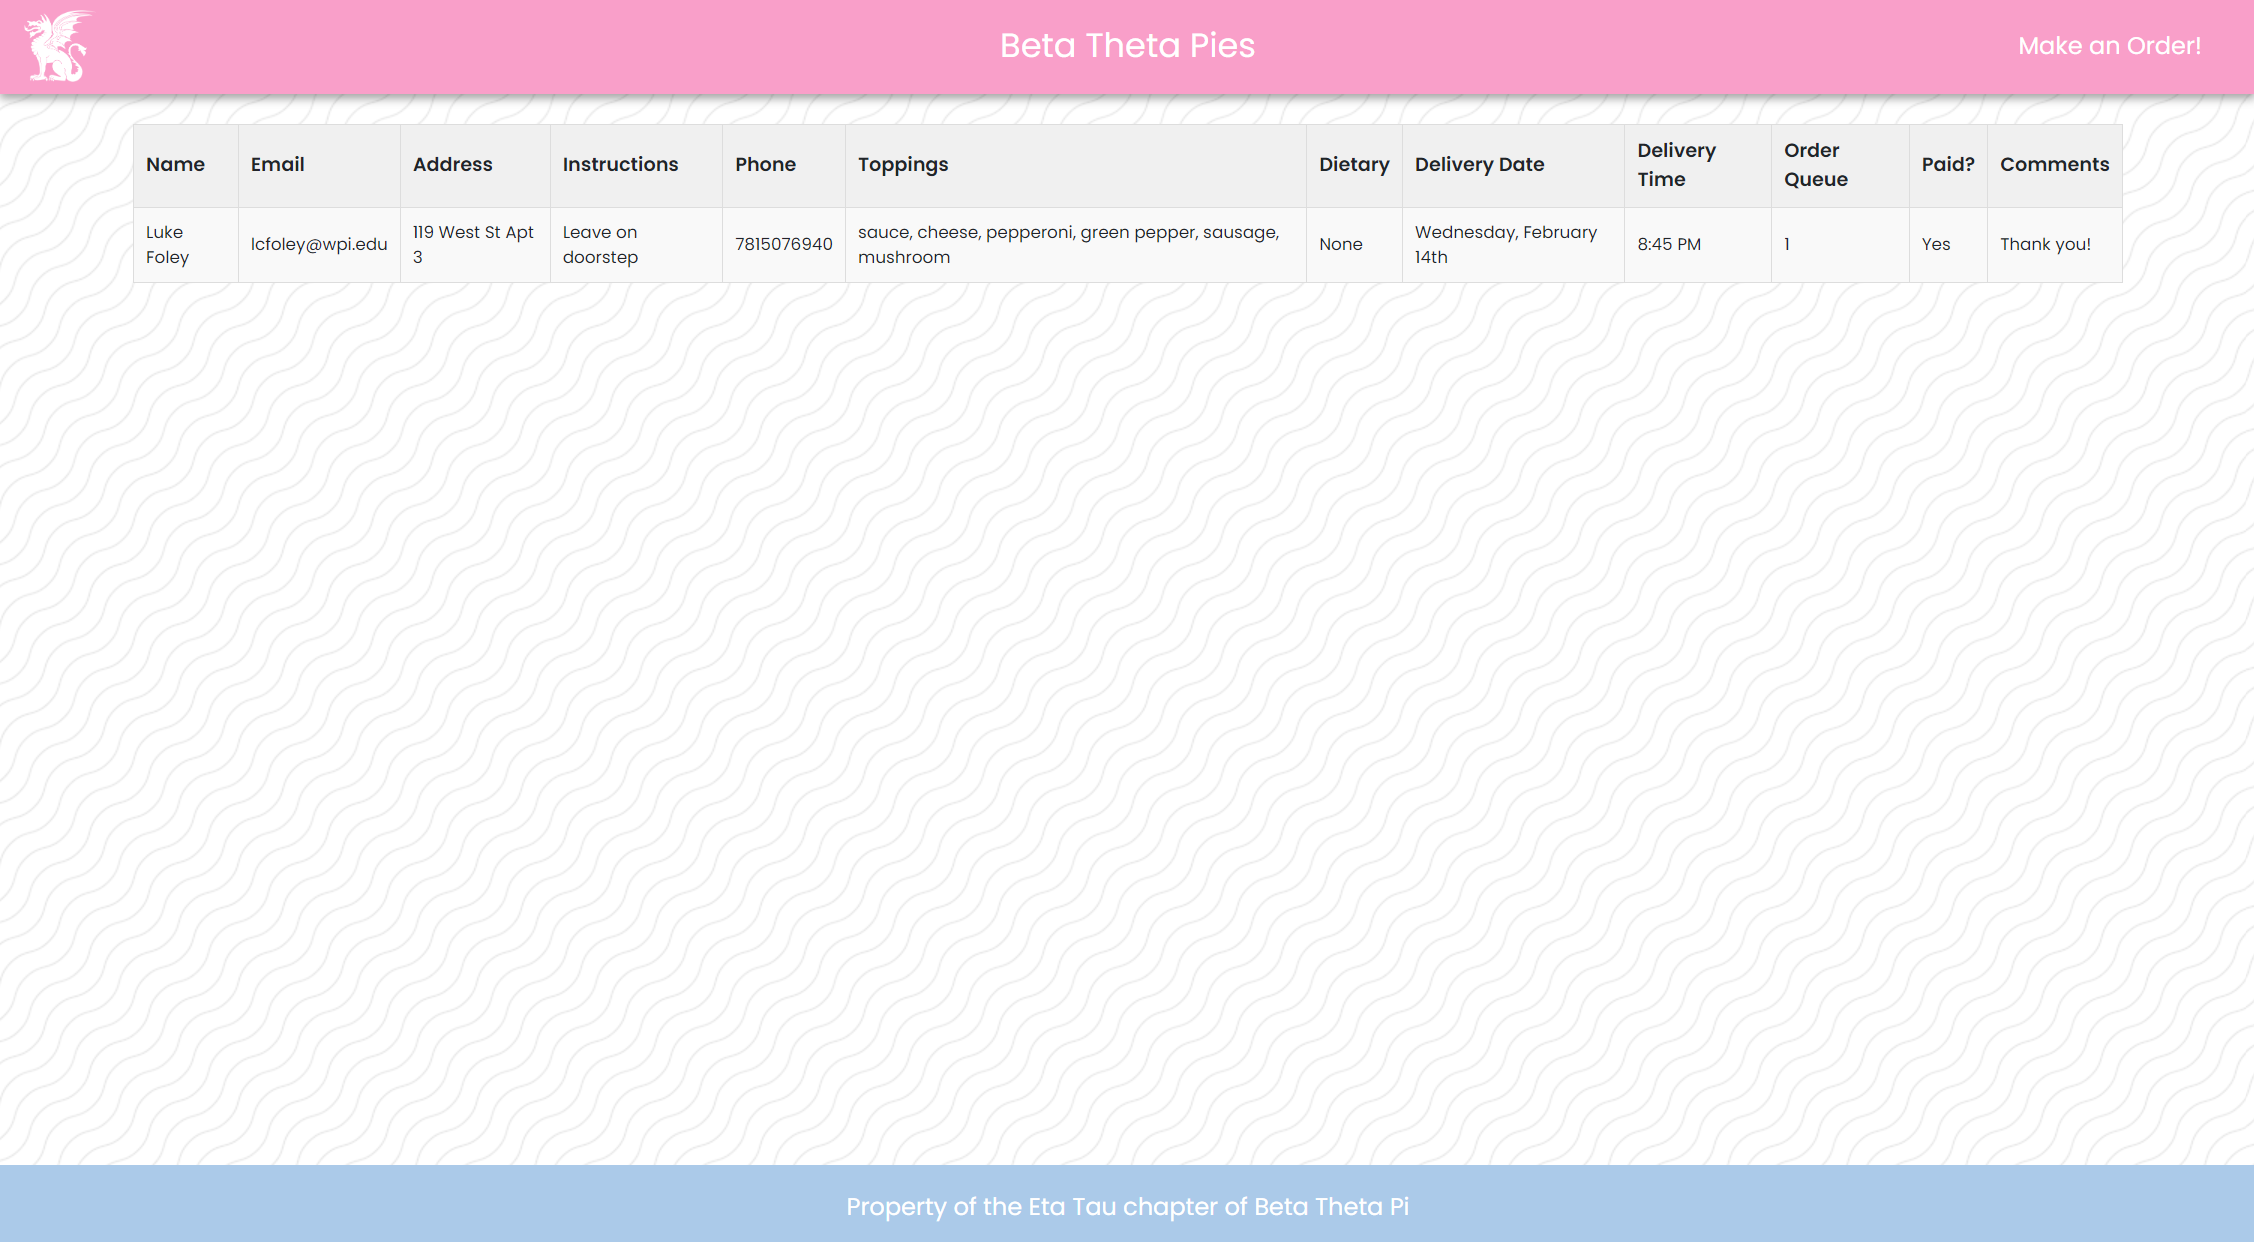 Beta Theta Pies
Make an Order!
Name Email Address Instructions Phone Toppings Dietary Delivery Date Delivery Time Order Queue Paid? Comments
Luke Foley lcfoley@wpi.edu 119 West St Apt 3 Leave on doorstep 7815076940 sauce, cheese, pepperoni, green pepper, sausage, mushroom None Wednesday, February 14th 8:45 PM 1 Yes Thank you!
Property of the Eta Tau chapter of Beta Theta Pi